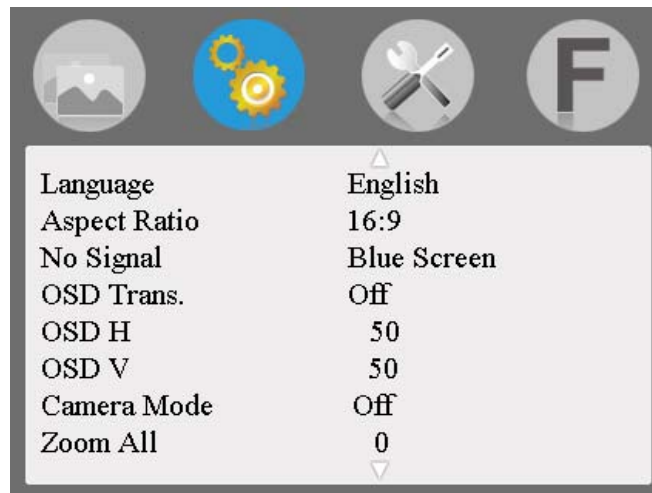 F
Language English
Aspect Ratio 16:9
No Signal Blue Screen
OSD Trans. Off
OSD H 50
OSD V 50
Camera Mode Off
Zoom All 0